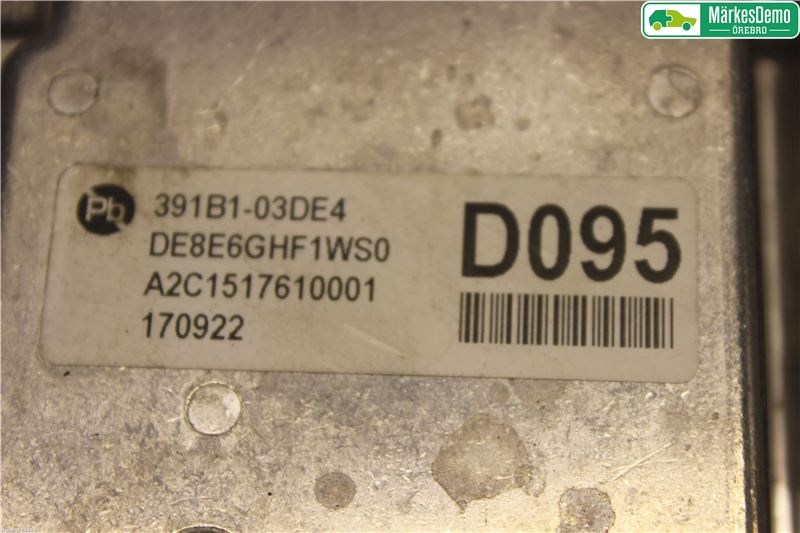 MärkesDemo
ÖREBRO
Pb
391B1-03DE4
DE8E6GHF1WS0
A2C1517610001
170922
D095